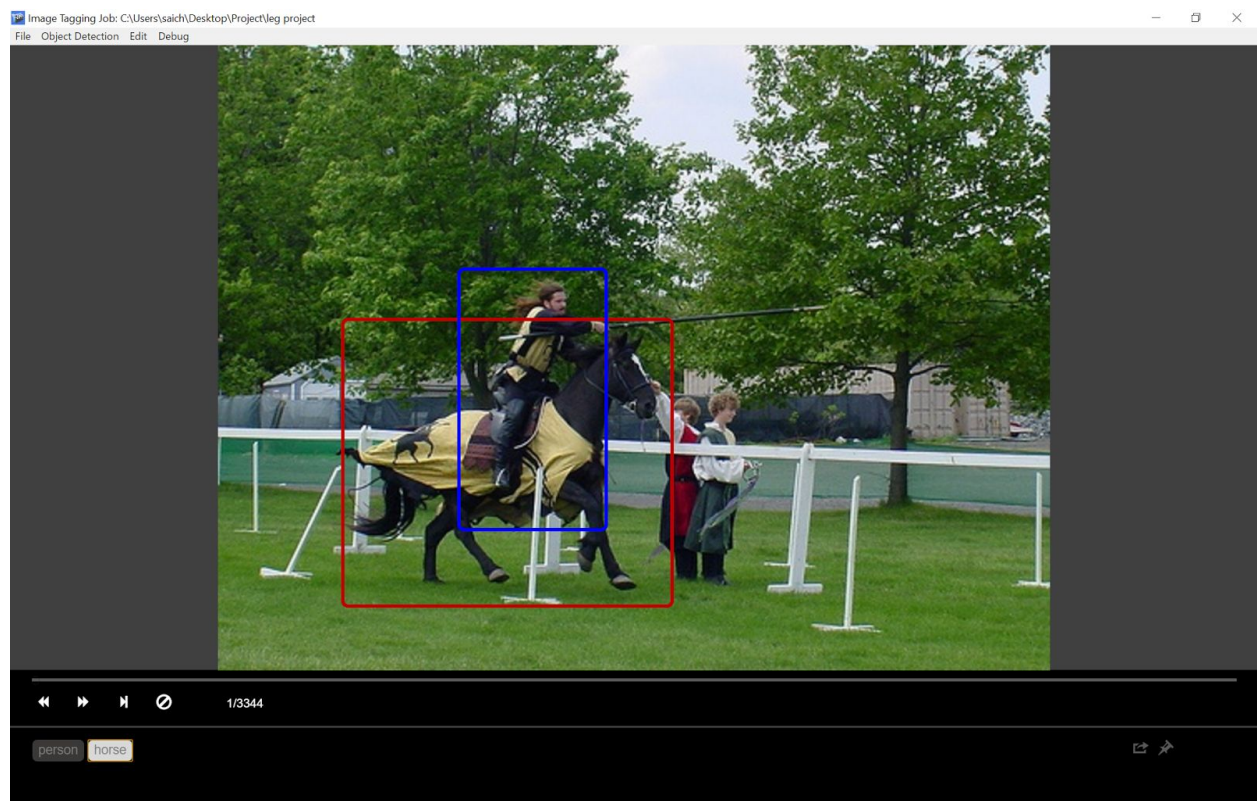 Image Tagging Job: C:\Users\saich\Desktop\Project\leg project
File Object Detection Edit Debug
1/3344
person horse